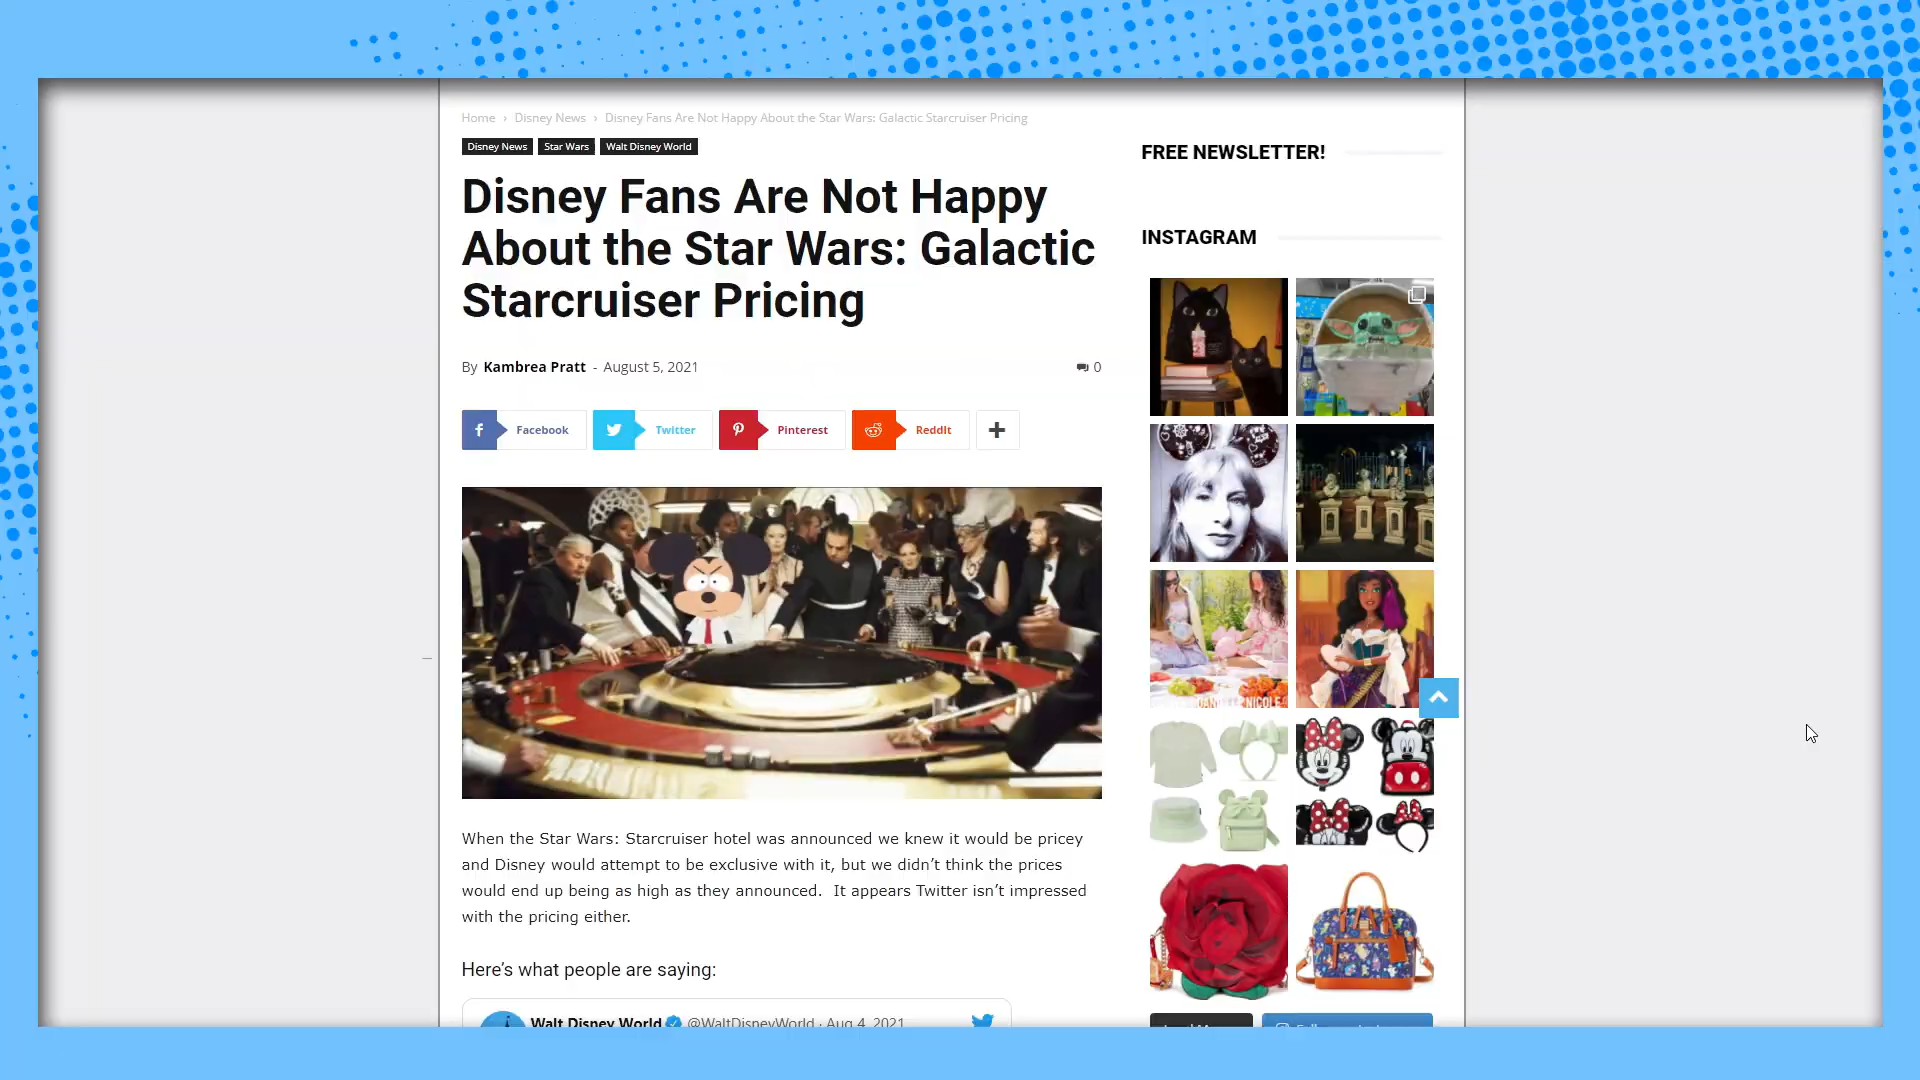 Home › Disney News › Disney Fans Are Not Happy About the Star Wars: Galactic Starcruiser Pricing
Disney News Star Wars Walt Disney World
Disney Fans Are Not Happy
About the Star Wars: Galactic
Starcruiser Pricing
By Kambrea Pratt - August 5, 2021
0
Facebook
Twitter
Pinterest
ReddIt
When the Star Wars: Starcruiser hotel was announced we knew it would be pricey
and Disney would attempt to be exclusive with it, but we didn’t think the prices
would end up being as high as they announced. It appears Twitter isn’t impressed
with the pricing either.
Here’s what people are saying:
Walt Disney World @WaltDisneyWorld · Aug 4, 2021
FREE NEWSLETTER!
INSTAGRAM
NICOLE